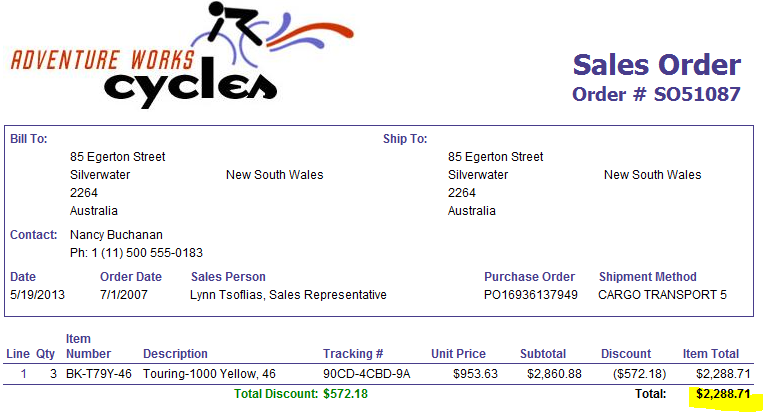 ADVENTURE WORKS
cycles
Sales Order
Order # SO51087
Bill To: Ship To:
85 Egerton Street 85 Egerton Street
Silverwater New South Wales Silverwater New South Wales
2264 2264
Australia Australia
Contact: Nancy Buchanan
Ph: 1 (11) 500 555-0183
Date Order Date Sales Person Purchase Order Shipment Method
5/19/2013 7/1/2007 Lynn Tsoflias, Sales Representative PO16936137949 CARGO TRANSPORT 5
Line Qty Item Number Description Tracking # Unit Price Subtotal Discount Item Total
1 3 BK-T79Y-46 Touring-1000 Yellow, 46 90CD-4CBD-9A $953.63 $2,860.88 ($572.18) $2,288.71
Total Discount: $572.18 Total: $2,288.71